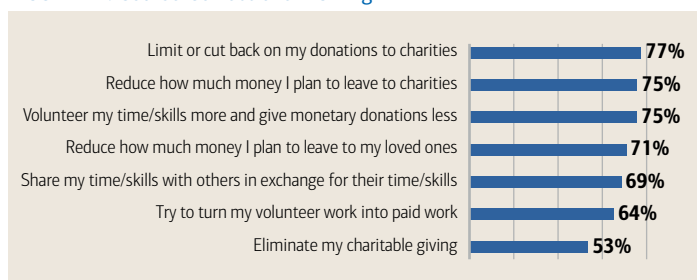 Limit or cut back on my donations to charities 77%
Reduce how much money I plan to leave to charities 75%
Volunteer my time/skills more and give monetary donations less 75%
Reduce how much money I plan to leave to my loved ones 71%
Share my time/skills with others in exchange for their time/skills 69%
Try to turn my volunteer work into paid work 64%
Eliminate my charitable giving 53%